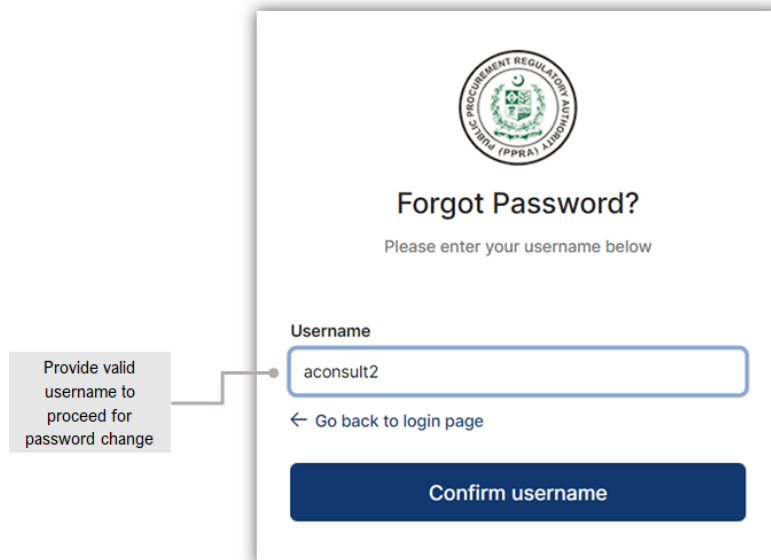 PUBLIC PROCUREMENT REGULATORY AUTHORITY
(PPRA)
Forgot Password?
Please enter your username below
Username
aconsult2
← Go back to login page
Confirm username
Provide valid
username to
proceed for
password change